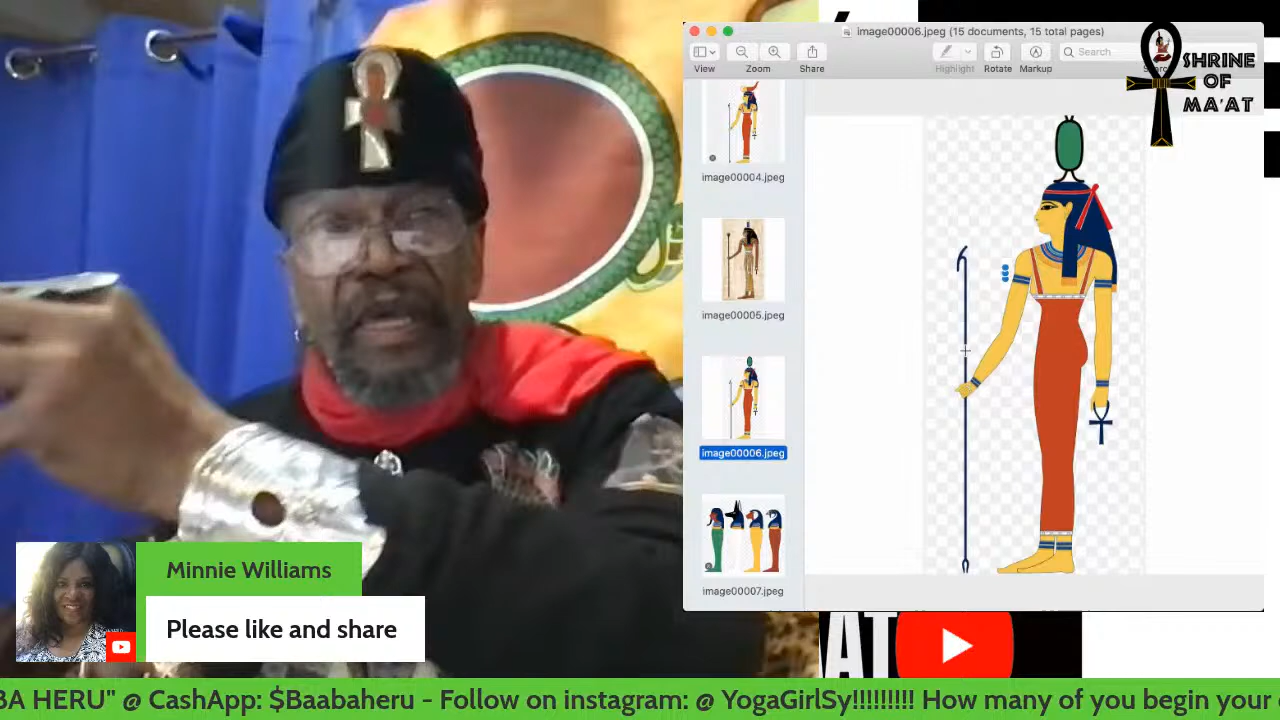 image00006.jpeg (15 documents, 15 total pages)
View
Zoom
Share
Highlight
Rotate
Markup
Search
SHRINE
OF
MA'AT
image00004.jpeg
image00005.jpeg
image00006.jpeg
image00007.jpeg
Minnie Williams
Please like and share
AT
BA HERU" @ CashApp: $Baabaheru - Follow on instagram: @ YogaGirlSy!!!!!!!!! How many of you begin your